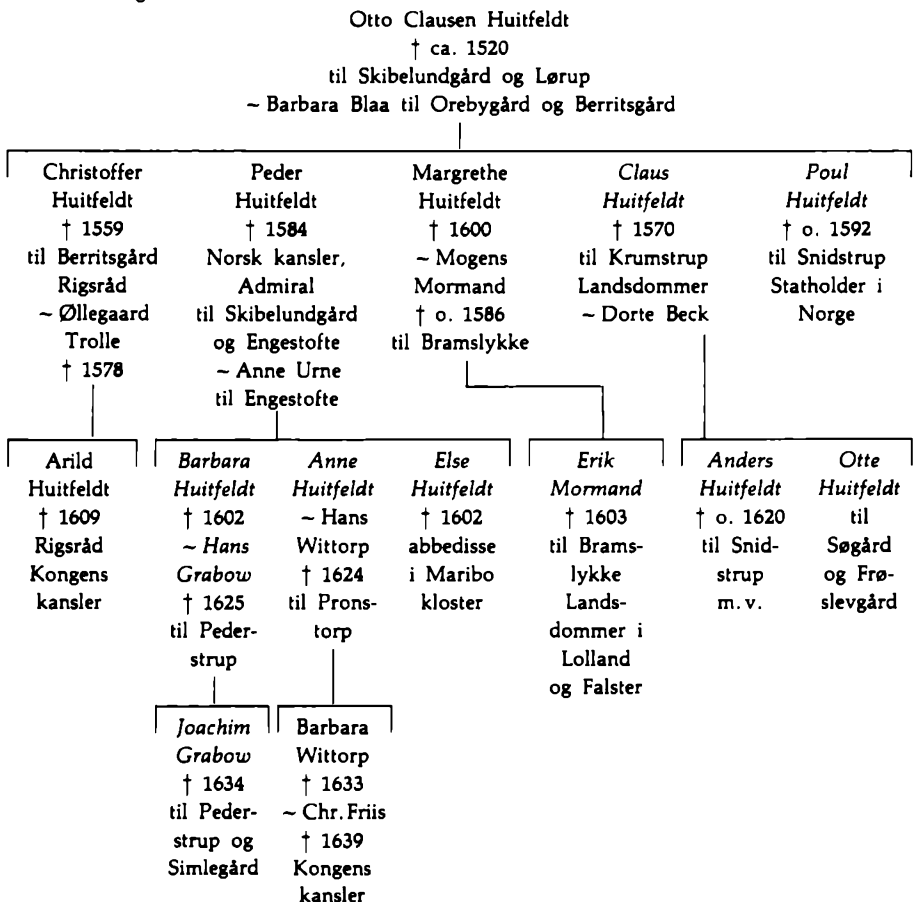 Otto Clausen Huitfeldt
† ca. 1520
til Skibelundgård og Lørup
~ Barbara Blaa til Orebygård og Berritsgård
Christoffer
Huitfeldt
† 1559
til Berritsgård
Rigsråd
~ Øllegaard
Trolle
† 1578
Peder
Huitfeldt
† 1584
Norsk kansler,
Admiral
til Skibelundgård
og Engestofte
~ Anne Urne
til Engestofte
Margrethe
Huitfeldt
† 1600
~ Mogens
Mormand
† o. 1586
til Bramslykke
Claus
Huitfeldt
† 1570
til Krumstrup
Landsdommer
~ Dorte Beck
Poul
Huitfeldt
† o. 1592
til Snidstrup
Statholder i
Norge
Arild
Huitfeldt
† 1609
Rigsråd
Kongens
kansler
Barbara
Huitfeldt
† 1602
~ Hans
Grabow
† 1625
til Peder-
strup
Anne
Huitfeldt
~ Hans
Wittorp
† 1624
til Prons-
torp
Else
Huitfeldt
† 1602
abbedisse
i Maribo
kloster
Erik
Mormand
† 1603
til Brams-
lykke
Lands-
dommer i
Lolland
og Falster
Anders
Huitfeldt
† o. 1620
til Snid-
strup
m. v.
Otte
Huitfeldt
til
Søgård
og Frø-
slevgård
Joachim
Grabow
† 1634
til Peder-
strup og
Simlegård
Barbara
Wittorp
† 1633
~ Chr. Friis
† 1639
Kongens
kansler